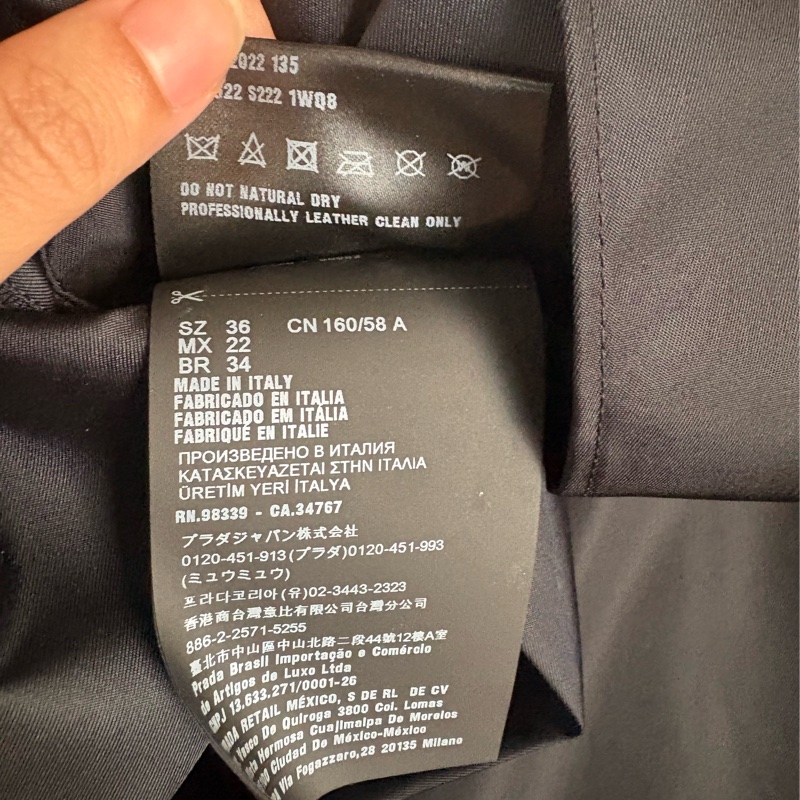 2022 135
S222 1WQ8
DO NOT NATURAL DRY
PROFESSIONALLY LEATHER CLEAN ONLY
SZ 36 CN 160/58 A
MX 22
BR 34
MADE IN ITALY
FABRICADO EN ITALIA
FABRICADO EM ITÁLIA
FABRIQUÉ EN ITALIE
ПРОИЗВЕДЕНО В ИТАЛИЯ
ΚΑΤΑΣΚΕΥΑΖΕΤΑΙ ΣΤΗΝ ΙΤΑΛΙΑ
ÜRETİM YERİ İTALYA
RN.98339 - CA.34767
プラダジャパン株式会社
0120-451-913(プラダ)0120-451-993
(ミュウミュウ)
프라다코리아(유)02-3443-2323
香港商台灣意比有限公司台灣分公司
886-2-2571-5255
臺北市中山區中山北路二段44號12樓A室
Prada Brasil Importação e Comércio
de Artigos de Luxo Ltda
CNPJ 13.633.271/0001-26
RETAIL MÉXICO, S DE RL DE CV
Vasco De Quiroga 3800 Col. Lomas
Hermosa Cuajimalpa De Morelos
Ciudad De México-México
Via Fogazzaro,28 20135 Milano